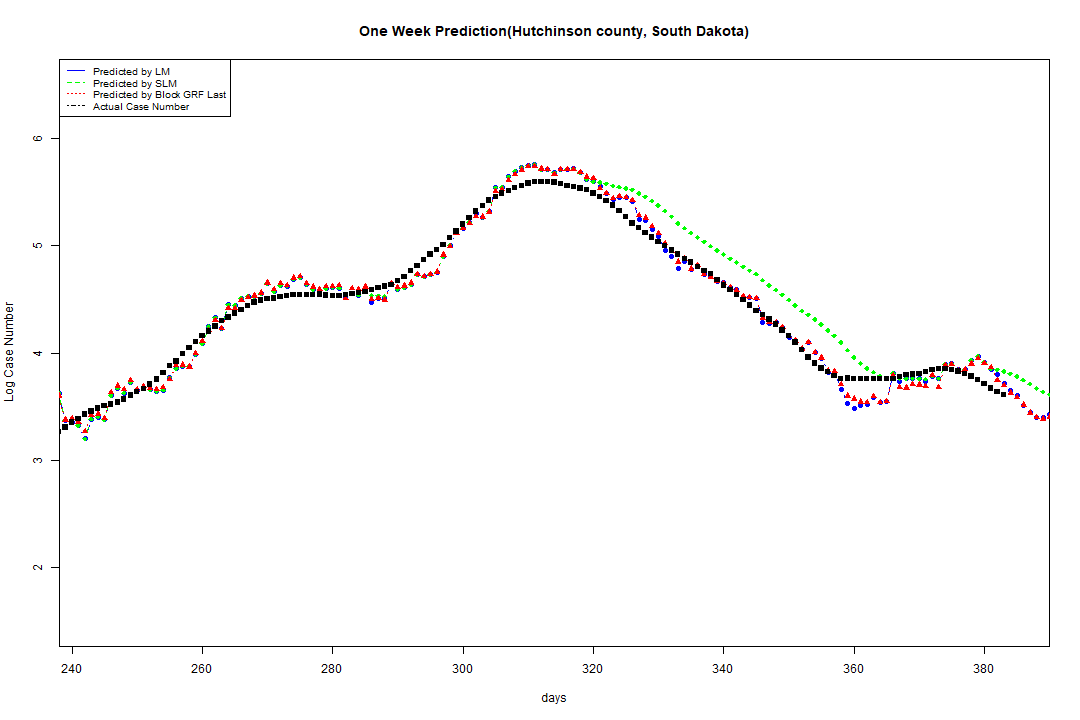 One Week Prediction(Hutchinson county, South Dakota)
Predicted by LM
Predicted by SLM
Predicted by Block GRF Last
Actual Case Number
Log Case Number
6
5
4
3
2
240 260 280 300 320 340 360 380
days